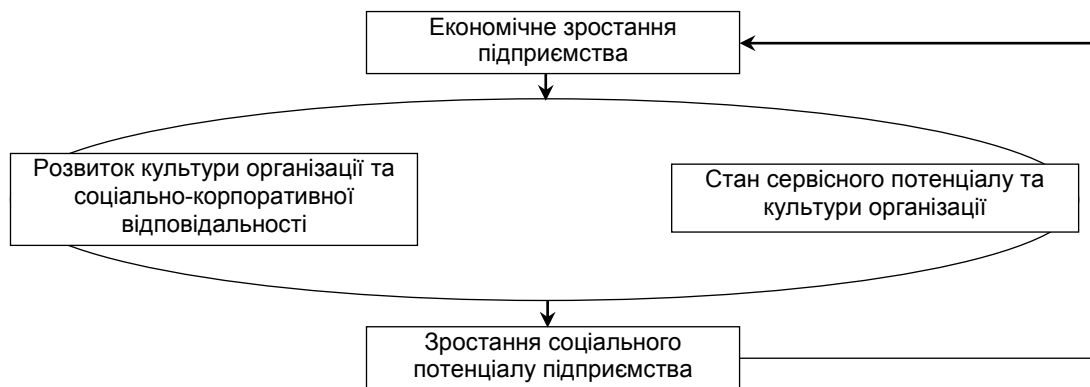 Економічне зростання
підприємства
Розвиток культури організації та
соціально-корпоративної
відповідальності
Стан сервісного потенціалу та
культури організації
Зростання соціального
потенціалу підприємства